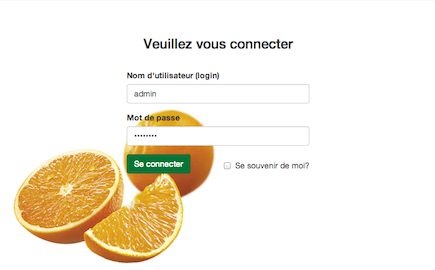 Veuillez vous connecter
Nom d'utilisateur (login)
admin
Mot de passe
••••••••
Se connecter
Se souvenir de moi?